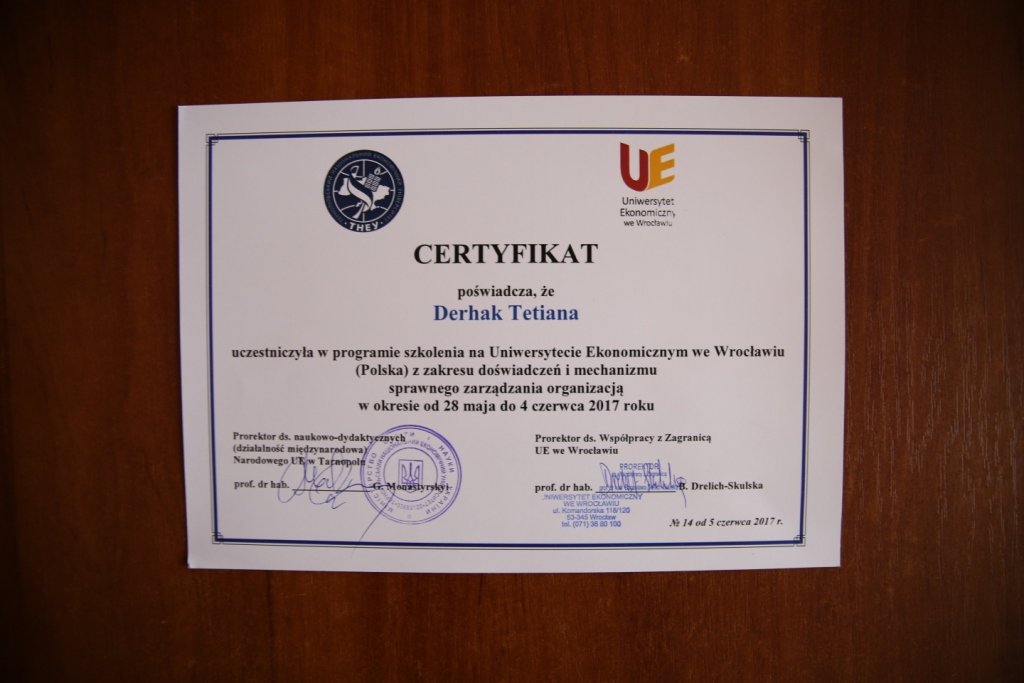 ТНЕУ
UE
Uniwersytet
Ekonomiczny
we Wrocławiu
CERTYFIKAT
poświadcza, że
Derhak Tetiana
uczestniczyła w programie szkolenia na Uniwersytecie Ekonomicznym we Wrocławiu
(Polska) z zakresu doświadczeń i mechanizmu
sprawnego zarządzania organizacją
w okresie od 28 maja do 4 czerwca 2017 roku
Prorektor ds. naukowo-dydaktycznych
(działalność międzynarodowa)
Narodowego UE w Tarnopolu
prof. dr hab. G. Monastyrskyi
Prorektor ds. Współpracy z Zagranicą
UE we Wrocławiu
PROREKTOR
prof. dr hab. B. Drelich-Skulska
UNIWERSYTET EKONOMICZNY
WE WROCŁAWIU
ul. Komandorska 118/120
53-345 Wrocław
tel. (071) 36 80 100
№ 14 od 5 czerwca 2017 r.